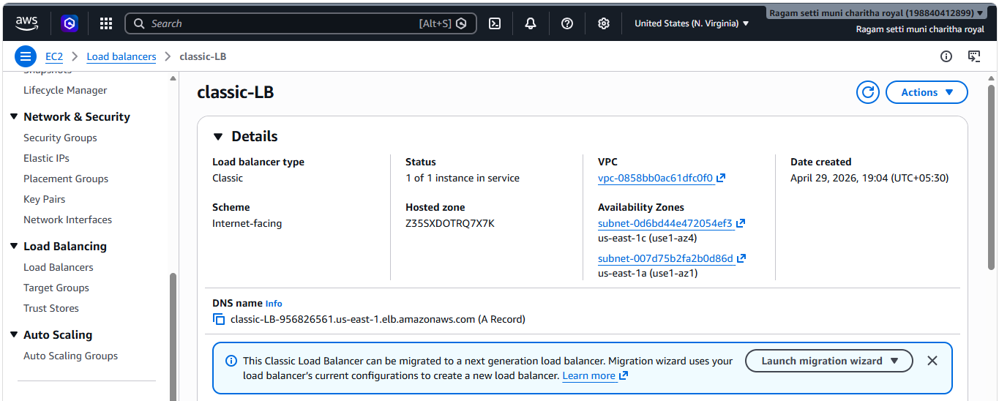 aws
Search [Alt+S]
United States (N. Virginia)
Ragam setti muni charitha royal (198840412899)
Ragam setti muni charitha royal
EC2 Load balancers classic-LB
Snapshots
Lifecycle Manager
Network & Security
Security Groups
Elastic IPs
Placement Groups
Key Pairs
Network Interfaces
Load Balancing
Load Balancers
Target Groups
Trust Stores
Auto Scaling
Auto Scaling Groups
classic-LB
Actions
Details
Load balancer type
Classic
Scheme
Internet-facing
Status
1 of 1 instance in service
Hosted zone
Z35SXDOTRQ7X7K
VPC
vpc-0858bb0ac61dfc0f0
Availability Zones
subnet-0d6bd44e472054ef3
us-east-1c (use1-az4)
subnet-007d75b2fa2b0d86d
us-east-1a (use1-az1)
Date created
April 29, 2026, 19:04 (UTC+05:30)
DNS name Info
classic-LB-956826561.us-east-1.elb.amazonaws.com (A Record)
This Classic Load Balancer can be migrated to a next generation load balancer. Migration wizard uses your
load balancer's current configurations to create a new load balancer. Learn more
Launch migration wizard